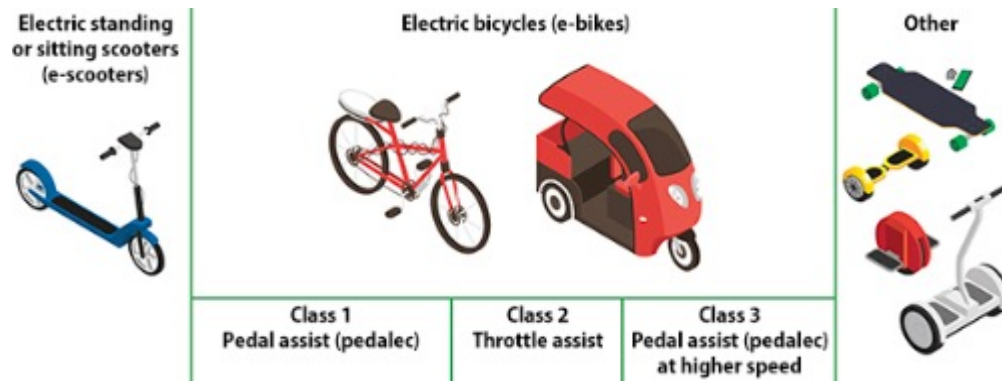 Electric standing
or sitting scooters
(e-scooters)
Electric bicycles (e-bikes)
Other
Class 1
Pedal assist (pedalec)
Class 2
Throttle assist
Class 3
Pedal assist (pedalec)
at higher speed